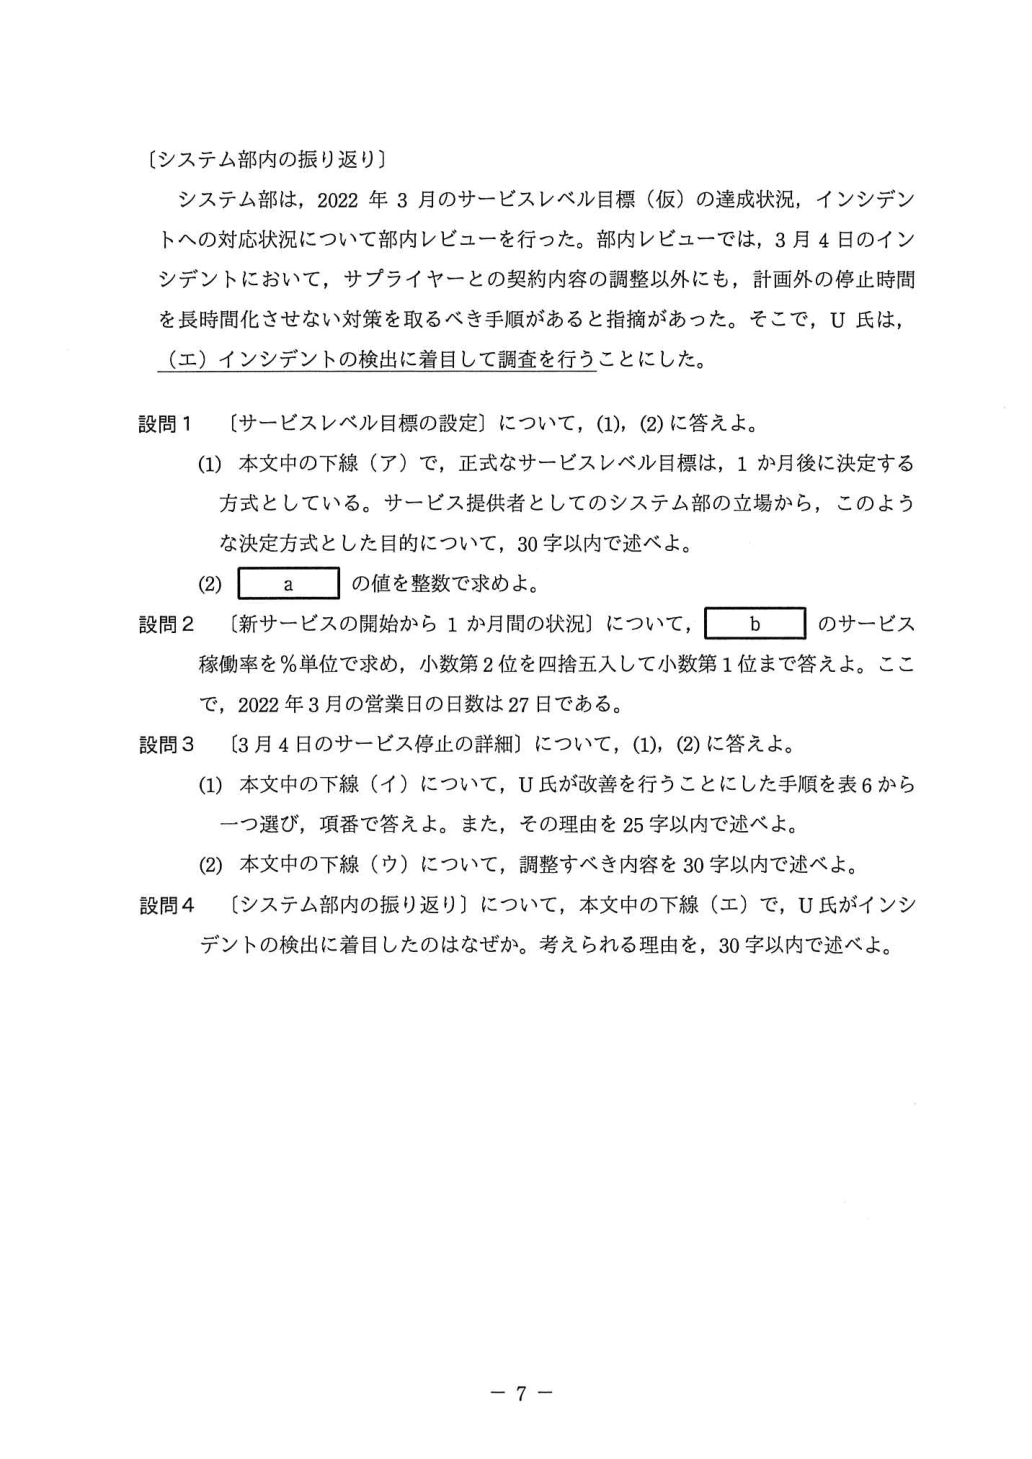 〔システム部内の振り返り〕
システム部は，2022 年 3 月のサービスレベル目標（仮）の達成状況，インシデン
トへの対応状況について部内レビューを行った。部内レビューでは，3 月 4 日のイン
シデントにおいて，サプライヤーとの契約内容の調整以外にも，計画外の停止時間
を長時間化させない対策を取るべき手順があると指摘があった。そこで，U 氏は，
（エ）インシデントの検出に着目して調査を行うことにした。
設問1 〔サービスレベル目標の設定〕について，(1)，(2) に答えよ。
(1) 本文中の下線（ア）で，正式なサービスレベル目標は，1 か月後に決定する
方式としている。サービス提供者としてのシステム部の立場から，このよう
な決定方式とした目的について，30 字以内で述べよ。
(2) a の値を整数で求めよ。
設問2 〔新サービスの開始から 1 か月間の状況〕について， b のサービス
稼働率を％単位で求め，小数第 2 位を四捨五入して小数第 1 位まで答えよ。ここ
で，2022 年 3 月の営業日の日数は 27 日である。
設問3 〔3 月 4 日のサービス停止の詳細〕について，(1)，(2) に答えよ。
(1) 本文中の下線（イ）について，U 氏が改善を行うことにした手順を表 6 から
一つ選び，項番で答えよ。また，その理由を 25 字以内で述べよ。
(2) 本文中の下線（ウ）について，調整すべき内容を 30 字以内で述べよ。
設問4 〔システム部内の振り返り〕について，本文中の下線（エ）で，U 氏がインシ
デントの検出に着目したのはなぜか。考えられる理由を，30 字以内で述べよ。
－ 7 －